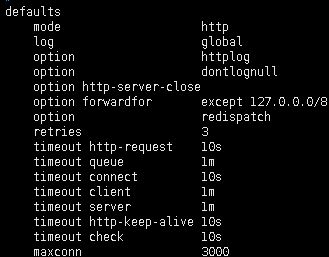 defaults
    mode                    http
    log                     global
    option                  httplog
    option                  dontlognull
    option http-server-close
    option forwardfor       except 127.0.0.0/8
    option                  redispatch
    retries                 3
    timeout http-request    10s
    timeout queue           1m
    timeout connect         10s
    timeout client          1m
    timeout server          1m
    timeout http-keep-alive 10s
    timeout check           10s
    maxconn                 3000